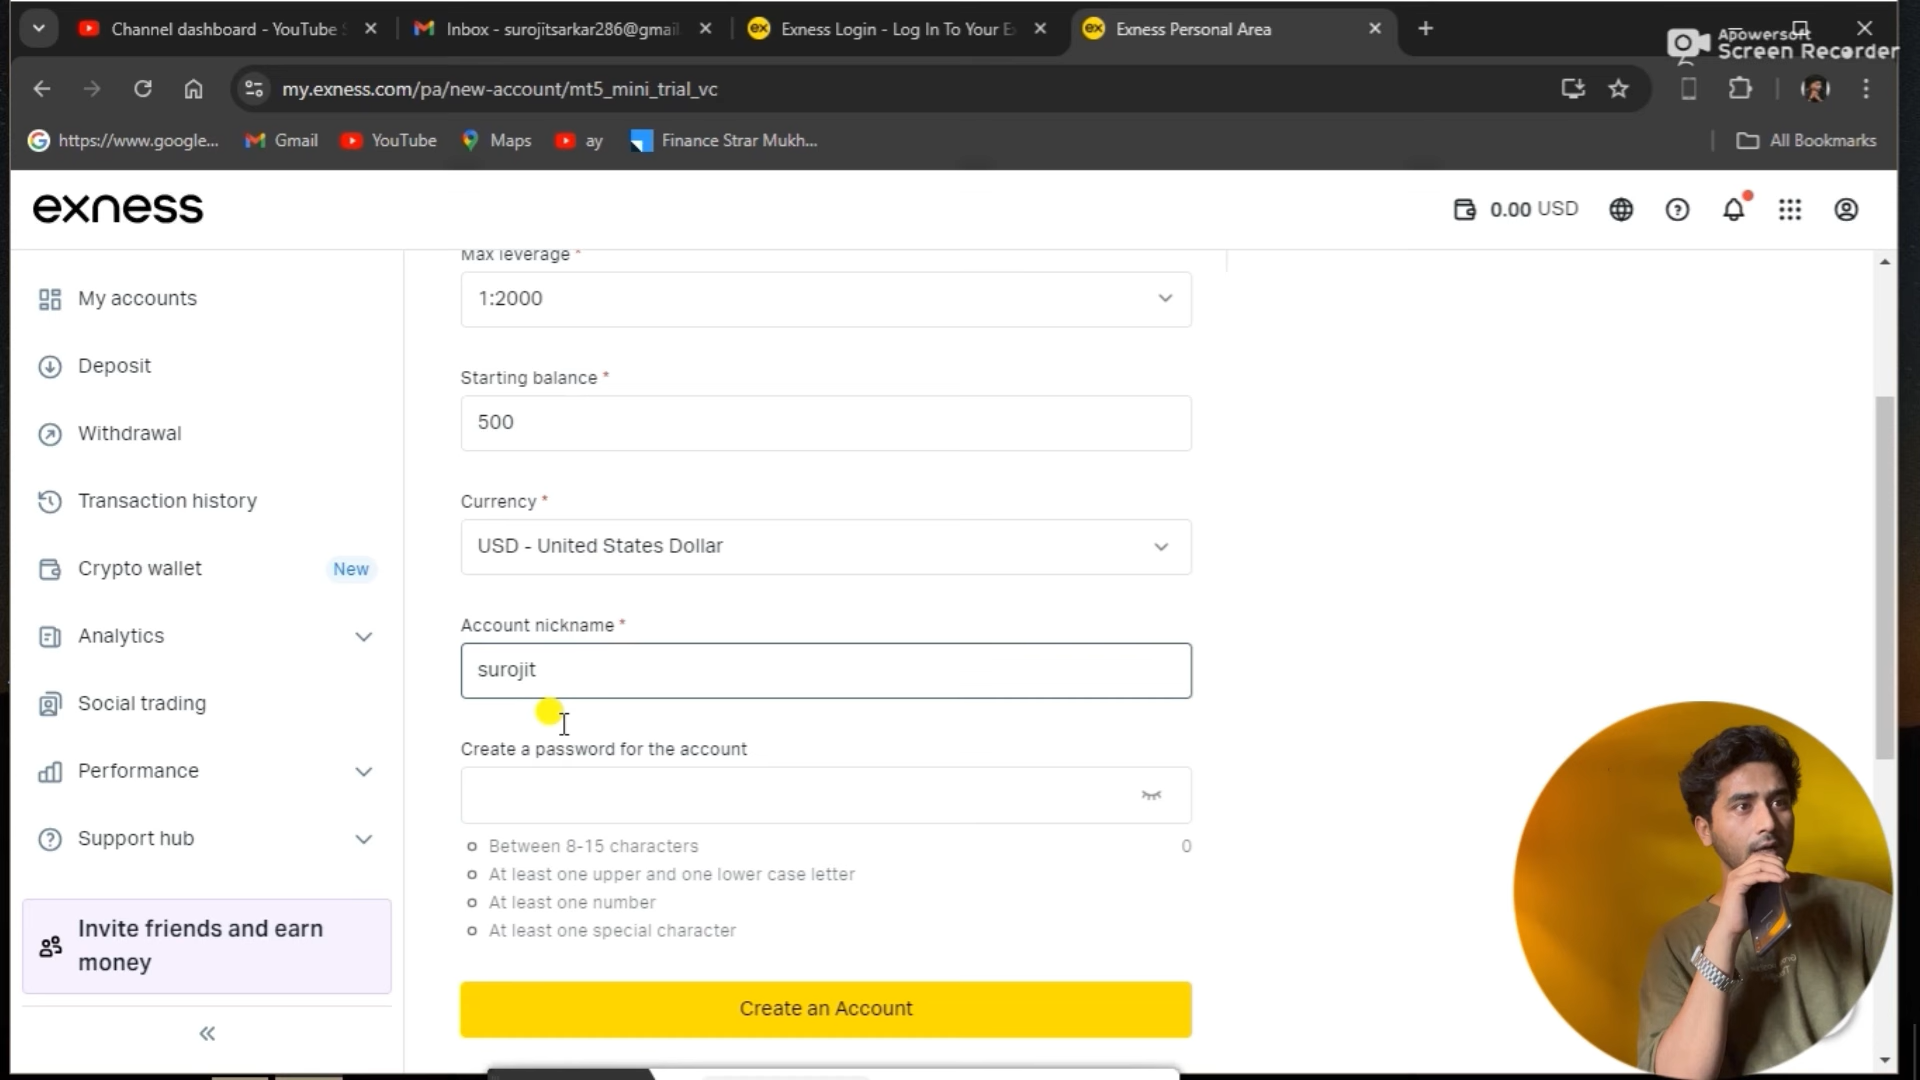 Channel dashboard - YouTube S
Inbox - surojitsarkar286@gmail.
Exness Login - Log In To Your E
Exness Personal Area
Apowersoft
Screen Recorder
my.exness.com/pa/new-account/mt5_mini_trial_vc
https://www.google...
Gmail
YouTube
Maps
ay
Finance Strar Mukh...
All Bookmarks
exness
0.00 USD
My accounts
Deposit
Withdrawal
Transaction history
Crypto wallet
New
Analytics
Social trading
Performance
Support hub
Invite friends and earn
money
Max leverage *
1:2000
Starting balance *
500
Currency *
USD - United States Dollar
Account nickname *
surojit
Create a password for the account
Between 8-15 characters
0
At least one upper and one lower case letter
At least one number
At least one special character
Create an Account